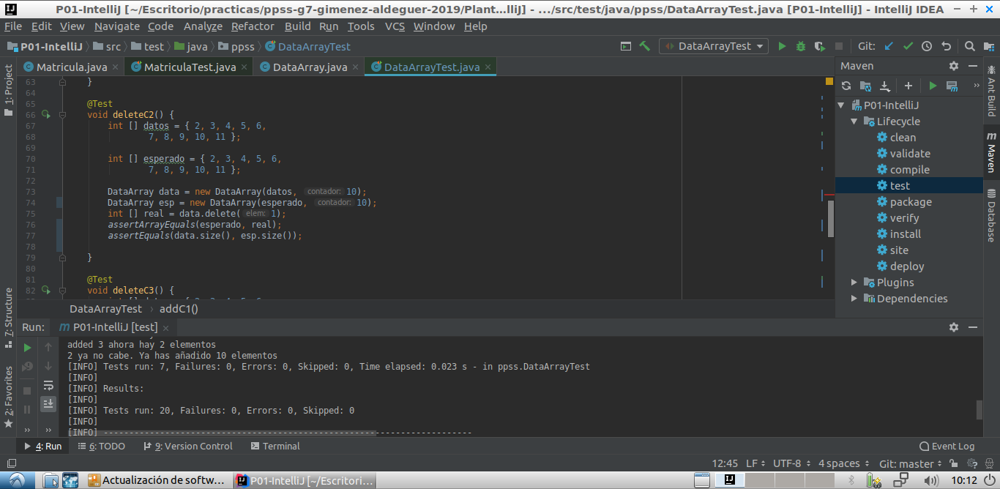 P01-IntelliJ [~/Escritorio/practicas/ppss-g7-gimenez-aldeguer-2019/Plant...lliJ] - .../src/test/java/ppss/DataArrayTest.java [P01-IntelliJ] - IntelliJ IDEA
File Edit View Navigate Code Analyze Refactor Build Run Tools VCS Window Help
P01-IntelliJ src test java ppss DataArrayTest DataArrayTest Git:
Matricula.java MatriculaTest.java DataArray.java DataArrayTest.java
1: Project
7: Structure
2: Favorites
63 }
64
65 @Test
66 void deleteC2() {
67 int [] datos = { 2, 3, 4, 5, 6,
68 7, 8, 9, 10, 11 };
69
70 int [] esperado = { 2, 3, 4, 5, 6,
71 7, 8, 9, 10, 11 };
72
73 DataArray data = new DataArray(datos, contador: 10);
74 DataArray esp = new DataArray(esperado, contador: 10);
75 int [] real = data.delete( elem: 1);
76 assertArrayEquals(esperado, real);
77 assertEquals(data.size(), esp.size());
78
79 }
80
81 @Test
82 void deleteC3() {
DataArrayTest addC1()
Maven
P01-IntelliJ
Lifecycle
clean
validate
compile
test
package
verify
install
site
deploy
Plugins
Dependencies
Ant Build
Maven
Database
Run: P01-IntelliJ [test]
added 3 ahora hay 2 elementos
2 ya no cabe. Ya has añadido 10 elementos
[INFO] Tests run: 7, Failures: 0, Errors: 0, Skipped: 0, Time elapsed: 0.023 s - in ppss.DataArrayTest
[INFO]
[INFO] Results:
[INFO]
[INFO] Tests run: 20, Failures: 0, Errors: 0, Skipped: 0
[INFO]
[INFO] ------------------------------------------------------------------------
4: Run 6: TODO 9: Version Control Terminal Event Log
12:45 LF UTF-8 4 spaces Git: master
Actualización de softw... P01-IntelliJ [~/Escritori... 10:12